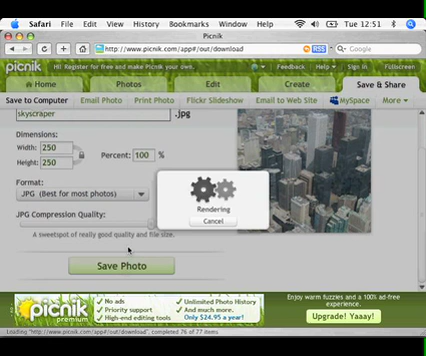 Safari File Edit View History Bookmarks Window Help Tue 12:51
Picnik
http://www.picnik.com/app#/out/download
RSS
Google
picnik Hi! Register for free and make Picnik your own. Feedback Help Sign In Fullscreen
Home Photos Edit Create Save & Share
Save to Computer Email Photo Print Photo Flickr Slideshow Email to Web Site MySpace More
skyscraper .jpg
Dimensions:
Width: 250
Height: 250
Percent: 100 %
Format:
JPG (Best for most photos)
JPG Compression Quality:
A sweetspot of really good quality and file size.
Save Photo
Rendering
Cancel
picnik premium
No ads
Priority support
High-end editing tools
Unlimited Photo History
And much more.
Only $24.95 a year!
Enjoy warm fuzzies and a 100% ad-free experience.
Upgrade! Yaaay!
Loading "http://www.picnik.com/app#/out/download", completed 76 of 77 items